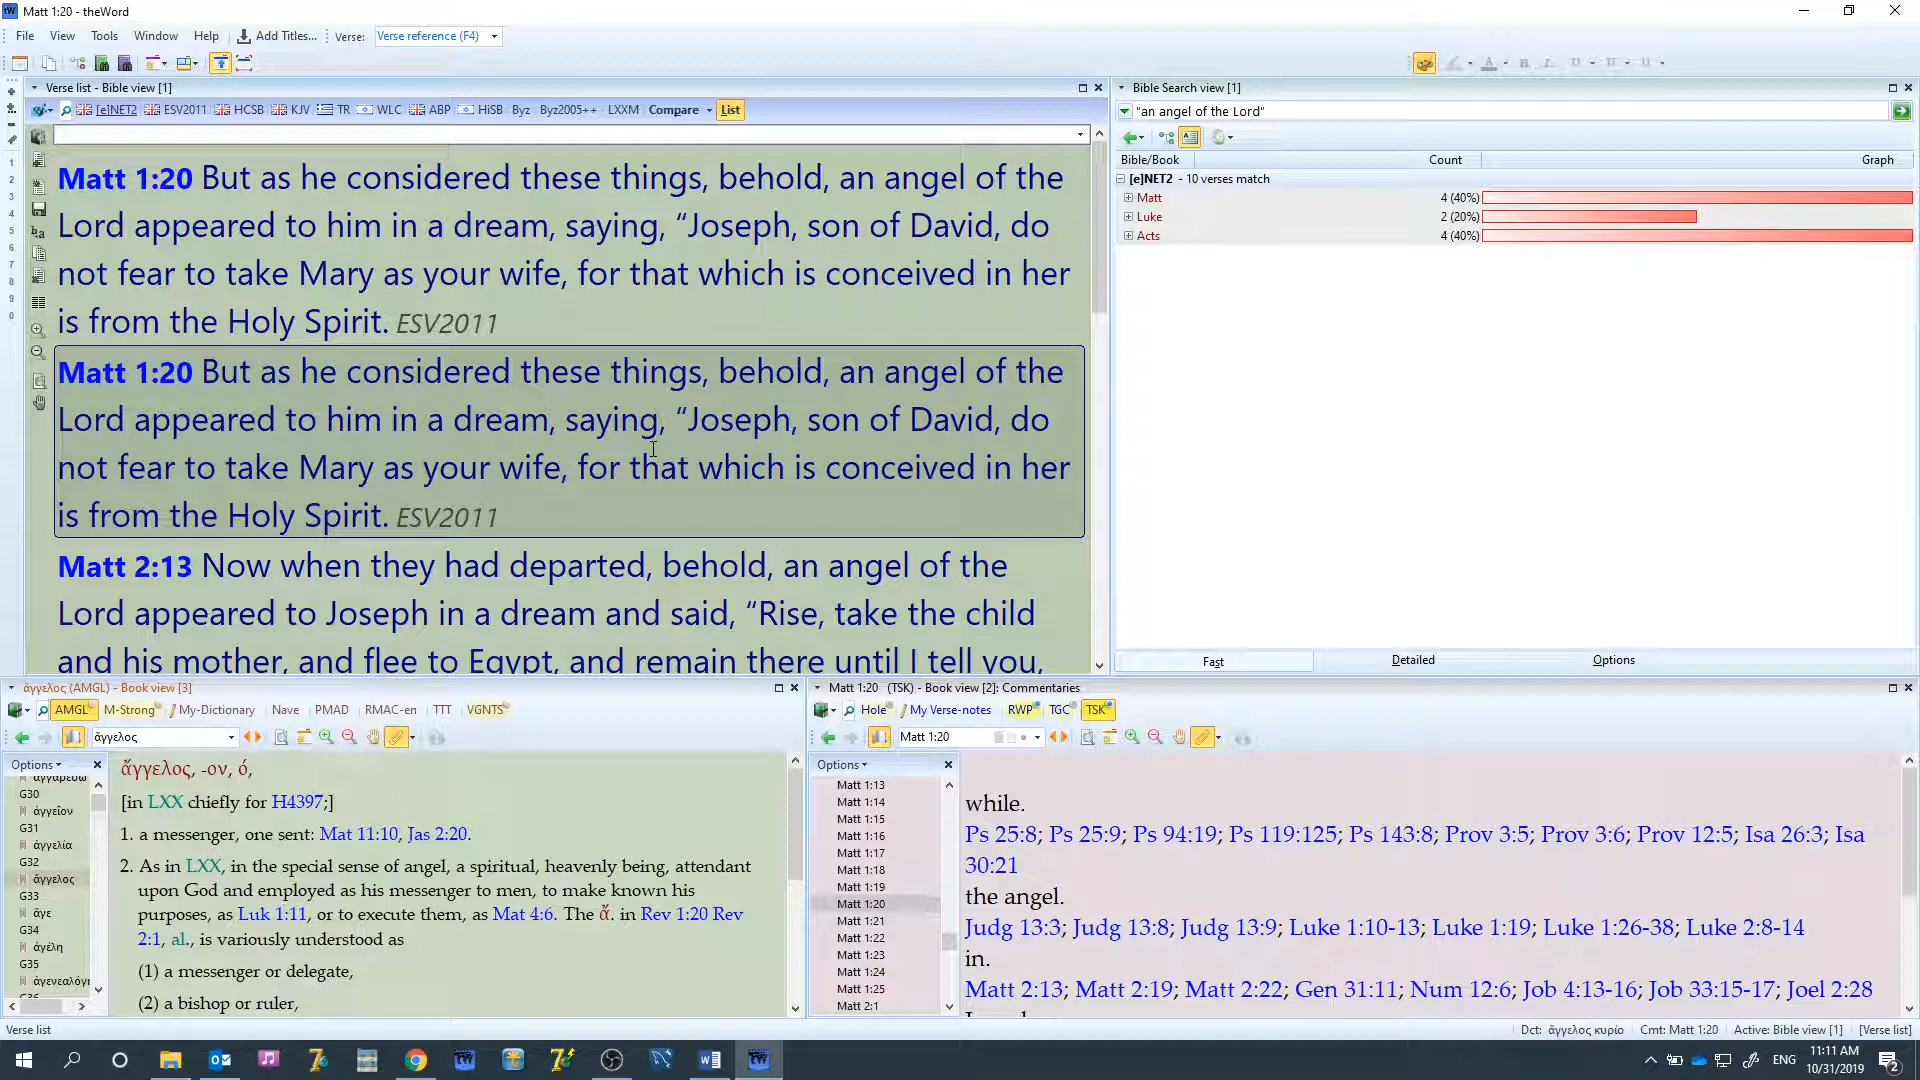 Matt 1:20 - theWord
File View Tools Window Help Add Titles... Verse: Verse reference (F4)
Verse list - Bible view [1]
[e]NET2 ESV2011 HCSB KJV TR WLC ABP HiSB Byz Byz2005++ LXXM Compare List
Matt 1:20 But as he considered these things, behold, an angel of the
Lord appeared to him in a dream, saying, “Joseph, son of David, do
not fear to take Mary as your wife, for that which is conceived in her
is from the Holy Spirit. ESV2011
Matt 1:20 But as he considered these things, behold, an angel of the
Lord appeared to him in a dream, saying, “Joseph, son of David, do
not fear to take Mary as your wife, for that which is conceived in her
is from the Holy Spirit. ESV2011
Matt 2:13 Now when they had departed, behold, an angel of the
Lord appeared to Joseph in a dream and said, “Rise, take the child
and his mother, and flee to Egypt, and remain there until I tell you,
Bible Search view [1]
"an angel of the Lord"
Bible/Book Count Graph
[e]NET2 - 10 verses match
Matt 4 (40%)
Luke 2 (20%)
Acts 4 (40%)
Fast Detailed Options
ἄγγελος (AMGL) - Book view [3]
AMGL M-Strong My-Dictionary Nave PMAD RMAC-en TTT VGNTS
ἄγγελος
Options
ἀγγαρεύω
G30
ἀγγεῖον
G31
ἀγγελία
G32
ἄγγελος
G33
ἄγε
G34
ἀγέλη
G35
ἀγενεαλόγη
G36
ἄγγελος, -ον, ό,
[in LXX chiefly for H4397;]
1. a messenger, one sent: Mat 11:10, Jas 2:20.
2. As in LXX, in the special sense of angel, a spiritual, heavenly being, attendant
upon God and employed as his messenger to men, to make known his
purposes, as Luk 1:11, or to execute them, as Mat 4:6. The ἄ. in Rev 1:20 Rev
2:1, al., is variously understood as
(1) a messenger or delegate,
(2) a bishop or ruler,
Matt 1:20 (TSK) - Book view [2]: Commentaries
Hole My Verse-notes RWP TGC TSK
Matt 1:20
Options
Matt 1:13
Matt 1:14
Matt 1:15
Matt 1:16
Matt 1:17
Matt 1:18
Matt 1:19
Matt 1:20
Matt 1:21
Matt 1:22
Matt 1:23
Matt 1:24
Matt 1:25
Matt 2:1
while.
Ps 25:8; Ps 25:9; Ps 94:19; Ps 119:125; Ps 143:8; Prov 3:5; Prov 3:6; Prov 12:5; Isa 26:3; Isa
30:21
the angel.
Judg 13:3; Judg 13:8; Judg 13:9; Luke 1:10-13; Luke 1:19; Luke 1:26-38; Luke 2:8-14
in.
Matt 2:13; Matt 2:19; Matt 2:22; Gen 31:11; Num 12:6; Job 4:13-16; Job 33:15-17; Joel 2:28
Verse list Dct: ἄγγελος κυρίο Cmt: Matt 1:20 Active: Bible view [1] [Verse list]
ENG 11:11 AM
10/31/2019